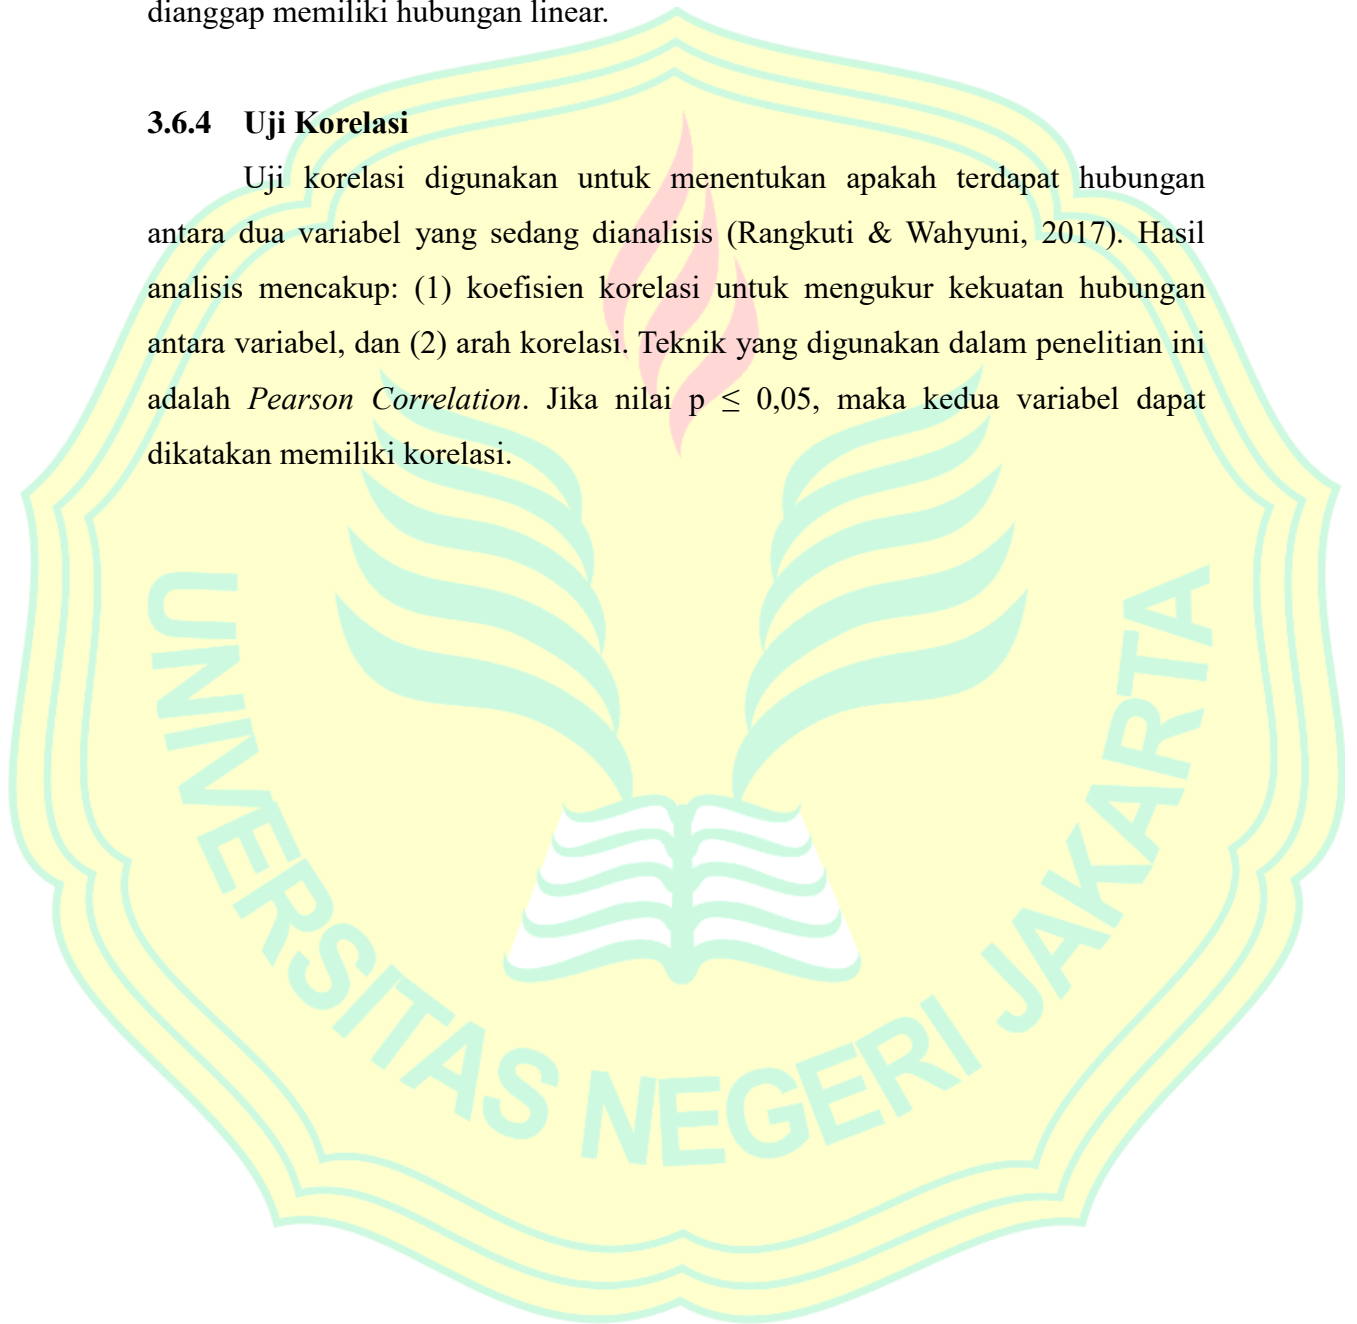 dianggap memiliki hubungan linear.
3.6.4 Uji Korelasi
Uji korelasi digunakan untuk menentukan apakah terdapat hubungan
antara dua variabel yang sedang dianalisis (Rangkuti & Wahyuni, 2017). Hasil
analisis mencakup: (1) koefisien korelasi untuk mengukur kekuatan hubungan
antara variabel, dan (2) arah korelasi. Teknik yang digunakan dalam penelitian ini
adalah Pearson Correlation. Jika nilai p ≤ 0,05, maka kedua variabel dapat
dikatakan memiliki korelasi.
UNIVERSITAS NEGERI JAKARTA